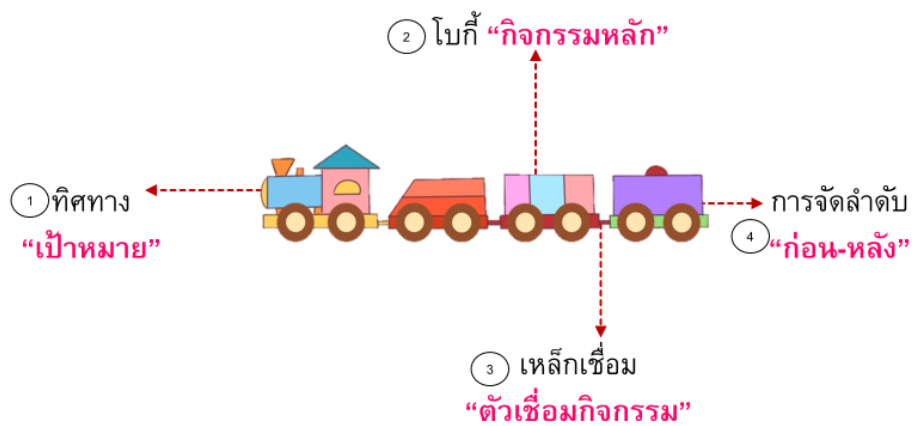 1 ทิศทาง
“เป้าหมาย”
2 โบกี้ “กิจกรรมหลัก”
3 เหล็กเชื่อม
“ตัวเชื่อมกิจกรรม”
การจัดลำดับ
4 “ก่อน-หลัง”